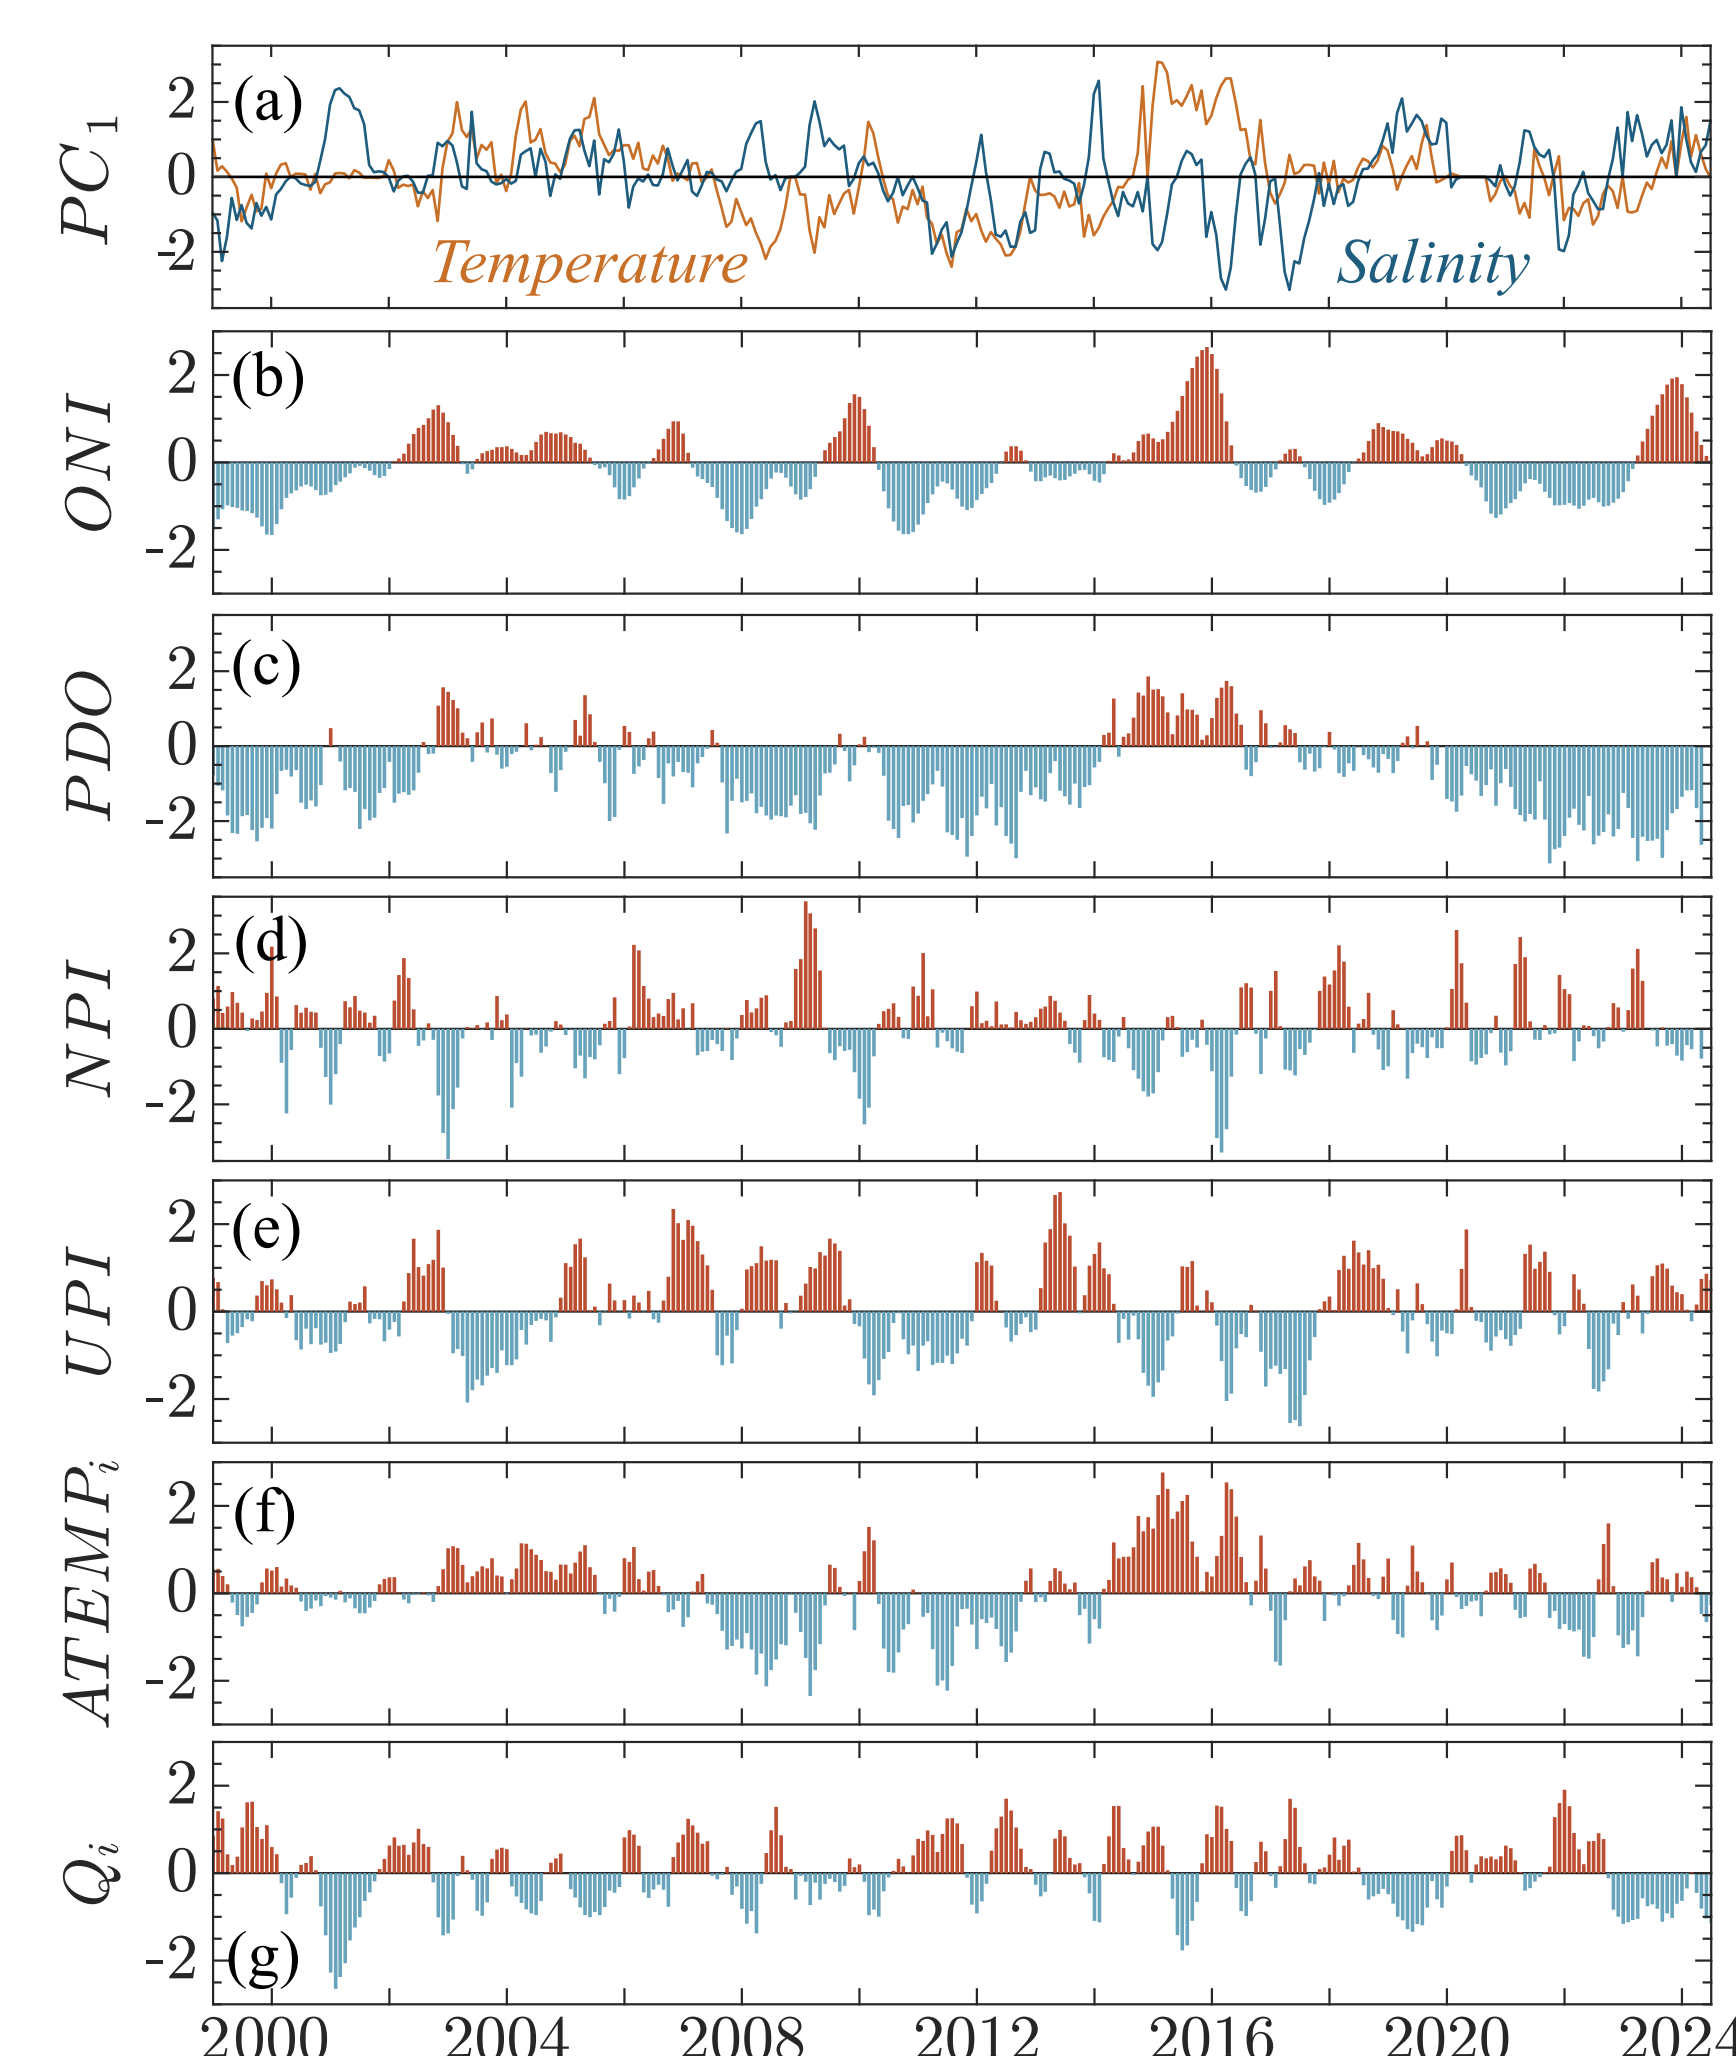 PC1
2
0
-2
(a)
Temperature
Salinity
ONI
2
0
-2
(b)
PDO
2
0
-2
(c)
NPI
2
0
-2
(d)
UPI
2
0
-2
(e)
ATEMPi
2
0
-2
(f)
Qi
2
0
-2
(g)
2000 2004 2008 2012 2016 2020 2024